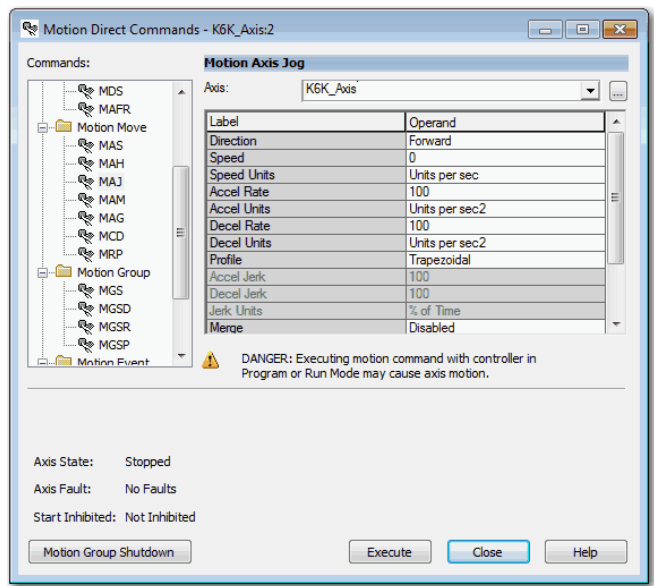 Motion Direct Commands - K6K_Axis:2
Commands:
MDS
MAFR
Motion Move
MAS
MAH
MAJ
MAM
MAG
MCD
MRP
Motion Group
MGS
MGSD
MGSR
MGSP
Motion Event
Motion Axis Jog
Axis: K6K_Axis ...
Label Operand
Direction Forward
Speed 0
Speed Units Units per sec
Accel Rate 100
Accel Units Units per sec2
Decel Rate 100
Decel Units Units per sec2
Profile Trapezoidal
Accel Jerk 100
Decel Jerk 100
Jerk Units % of Time
Merge Disabled
DANGER: Executing motion command with controller in
Program or Run Mode may cause axis motion.
Axis State: Stopped
Axis Fault: No Faults
Start Inhibited: Not Inhibited
Motion Group Shutdown Execute Close Help